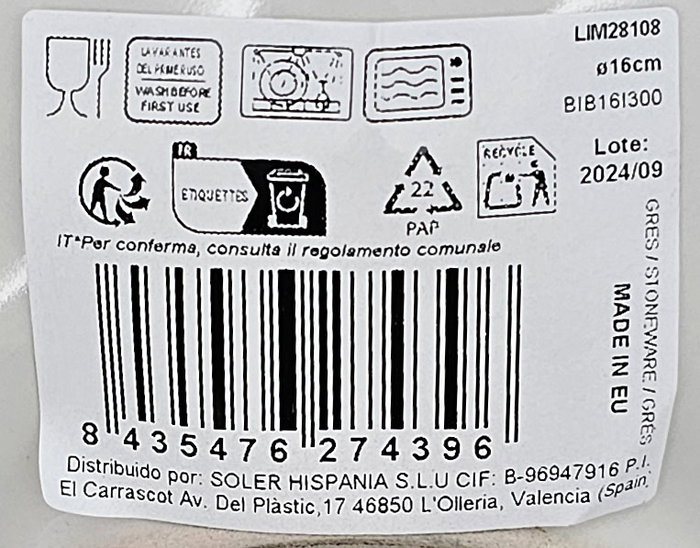 LIM28108
ø16cm
BIB16I300
LAVAR ANTES
DEL PRIMER USO
WASH BEFORE
FIRST USE
FR
ETIQUETTES
22
PAP
RECYCLE
Lote:
2024/09
IT*Per conferma, consulta il regolamento comunale
GRES / STONEWARE / GRÈS
MADE IN EU
8 435476 274396
Distribuido por: SOLER HISPANIA S.L.U CIF: B-96947916 P.I.
El Carrascot Av. Del Plàstic,17 46850 L'Olleria, Valencia (Spain)